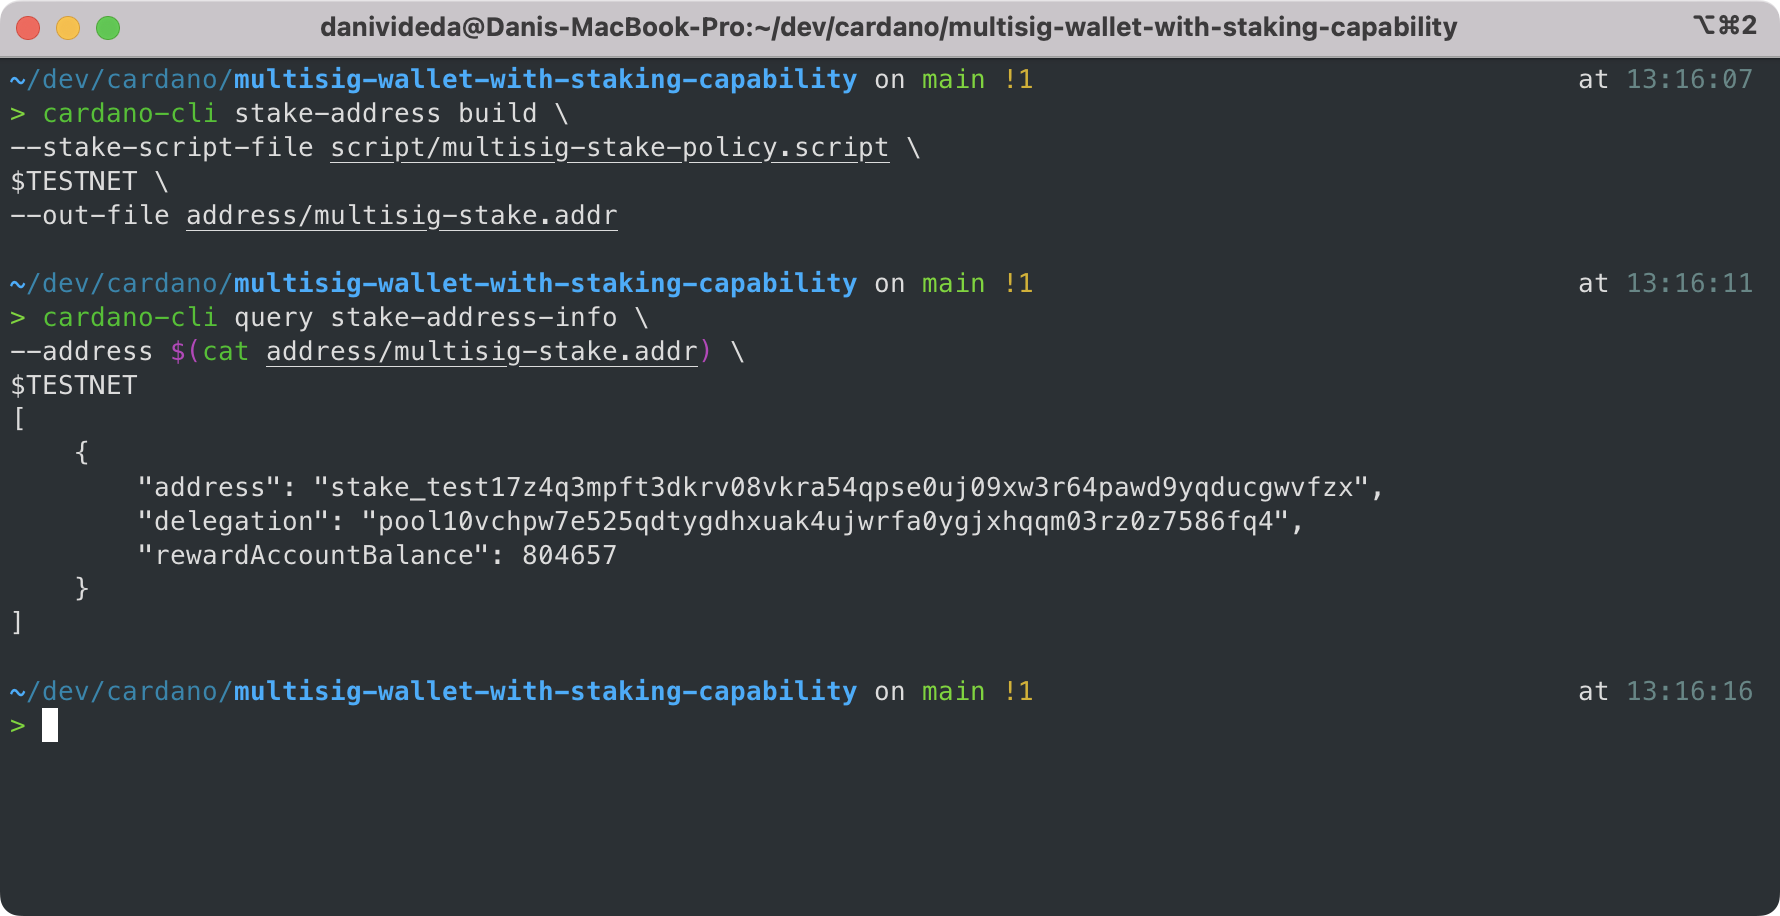 danivideda@Danis-MacBook-Pro:~/dev/cardano/multisig-wallet-with-staking-capability ⌥⌘2
~/dev/cardano/multisig-wallet-with-staking-capability on main !1 at 13:16:07
> cardano-cli stake-address build \
--stake-script-file script/multisig-stake-policy.script \
$TESTNET \
--out-file address/multisig-stake.addr
~/dev/cardano/multisig-wallet-with-staking-capability on main !1 at 13:16:11
> cardano-cli query stake-address-info \
--address $(cat address/multisig-stake.addr) \
$TESTNET
[
    {
        "address": "stake_test17z4q3mpft3dkrv08vkra54qpse0uj09xw3r64pawd9yqducgwvfzx",
        "delegation": "pool10vchpw7e525qdtygdhxuak4ujwrfa0ygjxhqqm03rz0z7586fq4",
        "rewardAccountBalance": 804657
    }
]
~/dev/cardano/multisig-wallet-with-staking-capability on main !1 at 13:16:16
>